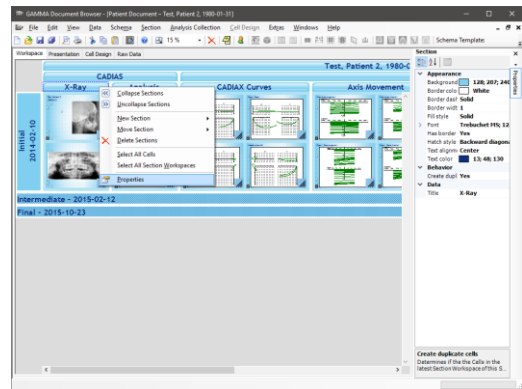 GAMMA Document Browser - [Patient Document – Test, Patient 2, 1980-01-31]
File Edit View Data Schema Section Analysis Collection Cell Design Extras Windows Help
15 % Schema Template:
Workspace Presentation Cell Design Raw Data
Test, Patient 2, 1980-0
CADIAS
X-Ray Analysis CADIAX Curves Axis Movement
Initial
2014-02-10
Collapse Sections
Uncollapse Sections
New Section
Move Section
Delete Sections
Select All Cells
Select All Section Workspaces
Properties
Intermediate - 2015-02-12
Final - 2015-10-23
Section
Properties
Appearance
Background 128; 207; 240
Border colo White
Border dash Solid
Border widt 1
Fill style Solid
Font Trebuchet MS; 12
Has border Yes
Hatch style Backward diagona
Text alignm Center
Text color 13; 48; 130
Behavior
Create dupl Yes
Data
Title X-Ray
Create duplicate cells
Determines if the the Cells in the
latest Section Workspace of this S...